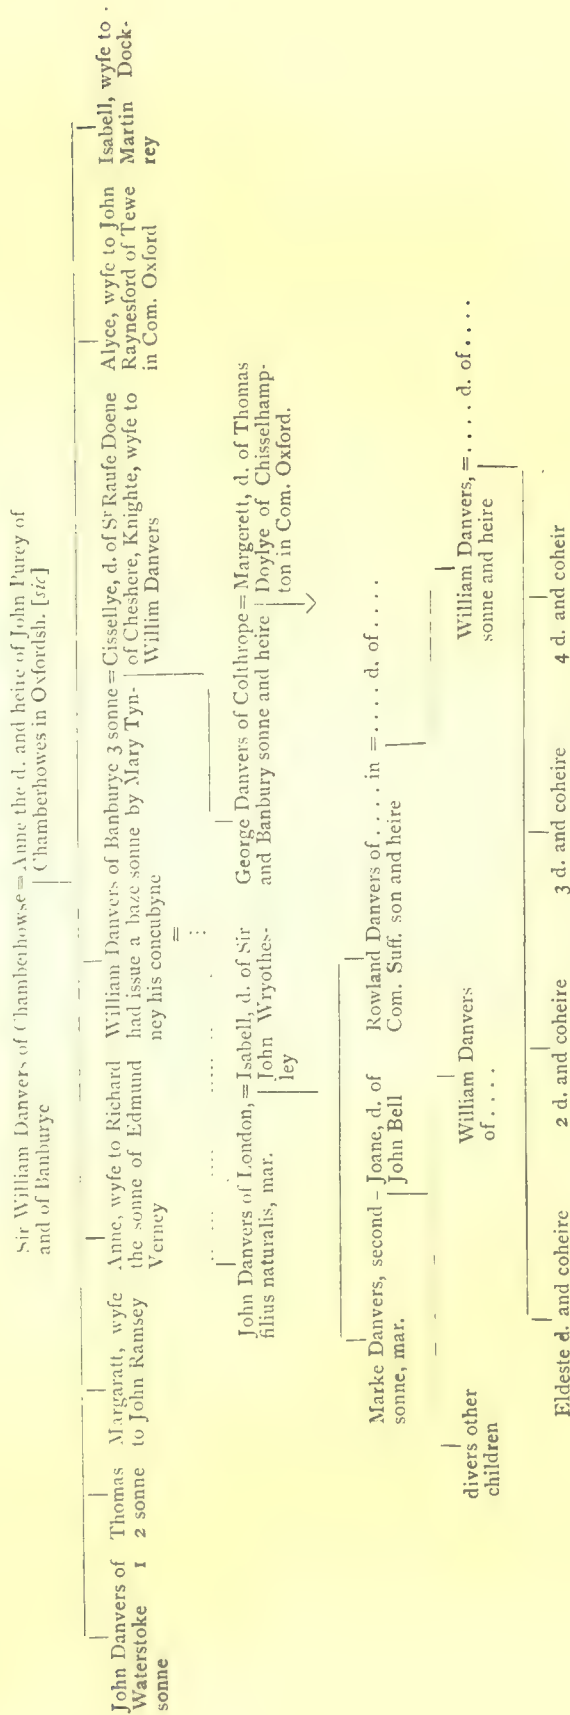 Sir William Danvers of Chamberhowse = Anne the d. and heire of John Purey of
and of Banburye
Chamberhowes in Oxfordsh. [sic]
John Danvers of
Waterstoke 1
sonne
Thomas
2 sonne
Margaratt, wyfe
to John Ramsey
Anne, wyfe to Richard
the sonne of Edmund
Verney
William Danvers of Banburye 3 sonne = Cissellye, d. of Sr Raufe Doene
had issue a baze sonne by Mary Tyn-
ney his concubyne
of Cheshere, Knighte, wyfe to
Willim Danvers
Alyce, wyfe to John
Raynesford of Tewe
in Com. Oxford
Isabell, wyfe to
Martin Dock-
rey
John Danvers of London, = Isabell, d. of Sir
filius naturalis, mar.
John Wryothes-
ley
George Danvers of Colthrope = Margerett, d. of Thomas
and Banbury sonne and heire
Doylye of Chisselhamp-
ton in Com. Oxford.
Marke Danvers, second - Joane, d. of
sonne, mar.
John Bell
Rowland Danvers of . . . . in = . . . . d. of . . . . .
Com. Suff. son and heire
divers other
children
William Danvers
of . . . .
William Danvers, = . . . . d. of . . . .
sonne and heire
Eldeste d. and coheire
2 d. and coheire
3 d. and coheire
4 d. and coheir